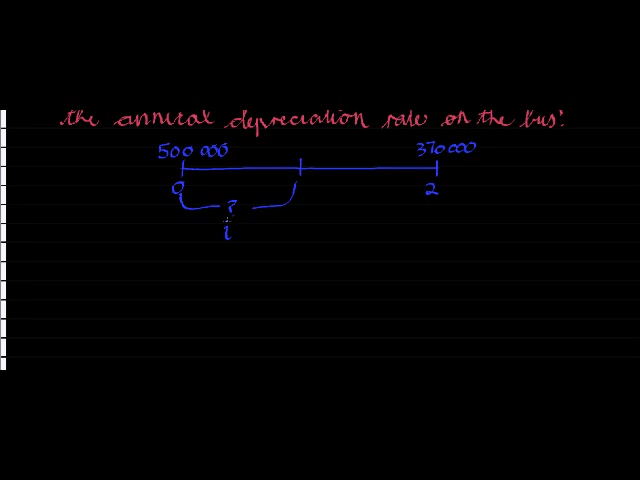 the annual depreciation rate on the bus?
500 000 370 000
0 2
?
i